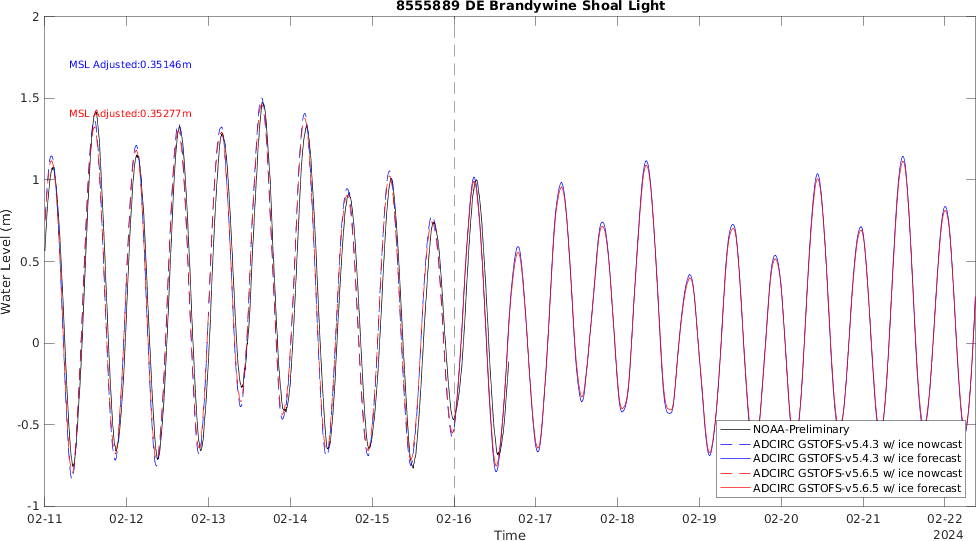 8555889 DE Brandywine Shoal Light
MSL Adjusted:0.35146m
MSL Adjusted:0.35277m
Water Level (m)
2
1.5
1
0.5
0
-0.5
-1
NOAA-Preliminary
ADCIRC GSTOFS-v5.4.3 w/ ice nowcast
ADCIRC GSTOFS-v5.4.3 w/ ice forecast
ADCIRC GSTOFS-v5.6.5 w/ ice nowcast
ADCIRC GSTOFS-v5.6.5 w/ ice forecast
02-11 02-12 02-13 02-14 02-15 02-16 02-17 02-18 02-19 02-20 02-21 02-22
2024
Time